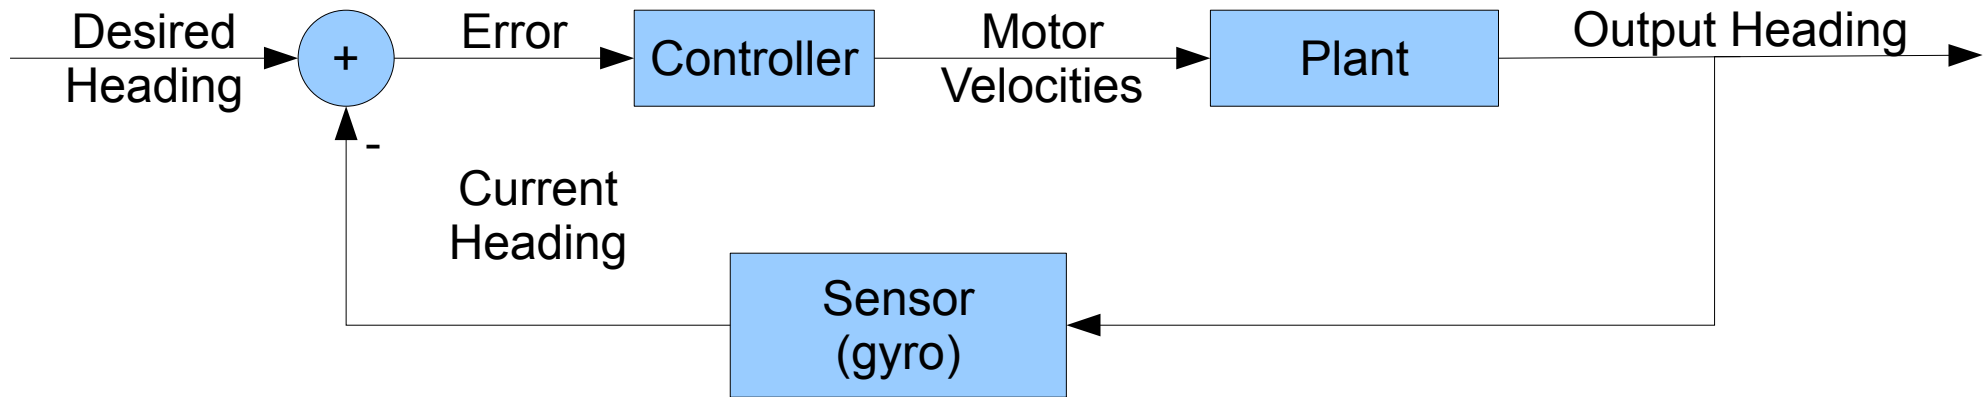 Desired
Heading
+
-
Error
Controller
Motor
Velocities
Plant
Output Heading
Current
Heading
Sensor
(gyro)